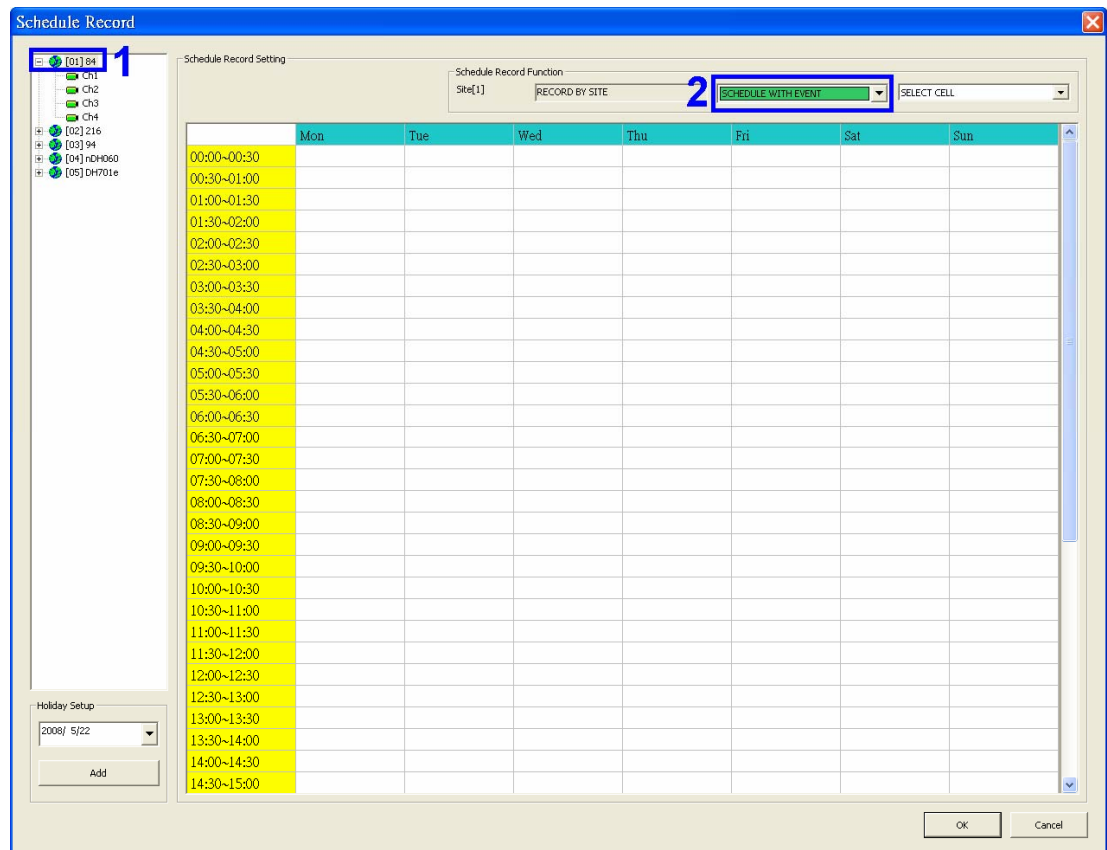 Schedule Record
[01] 84
1
Ch1
Ch2
Ch3
Ch4
[02] 216
[03] 94
[04] nDH060
[05] DH701e
Schedule Record Setting
Schedule Record Function
Site[1]
RECORD BY SITE
2
SCHEDULE WITH EVENT
SELECT CELL
Mon Tue Wed Thu Fri Sat Sun
00:00~00:30
00:30~01:00
01:00~01:30
01:30~02:00
02:00~02:30
02:30~03:00
03:00~03:30
03:30~04:00
04:00~04:30
04:30~05:00
05:00~05:30
05:30~06:00
06:00~06:30
06:30~07:00
07:00~07:30
07:30~08:00
08:00~08:30
08:30~09:00
09:00~09:30
09:30~10:00
10:00~10:30
10:30~11:00
11:00~11:30
11:30~12:00
12:00~12:30
12:30~13:00
13:00~13:30
13:30~14:00
14:00~14:30
14:30~15:00
Holiday Setup
2008/ 5/22
Add
OK
Cancel